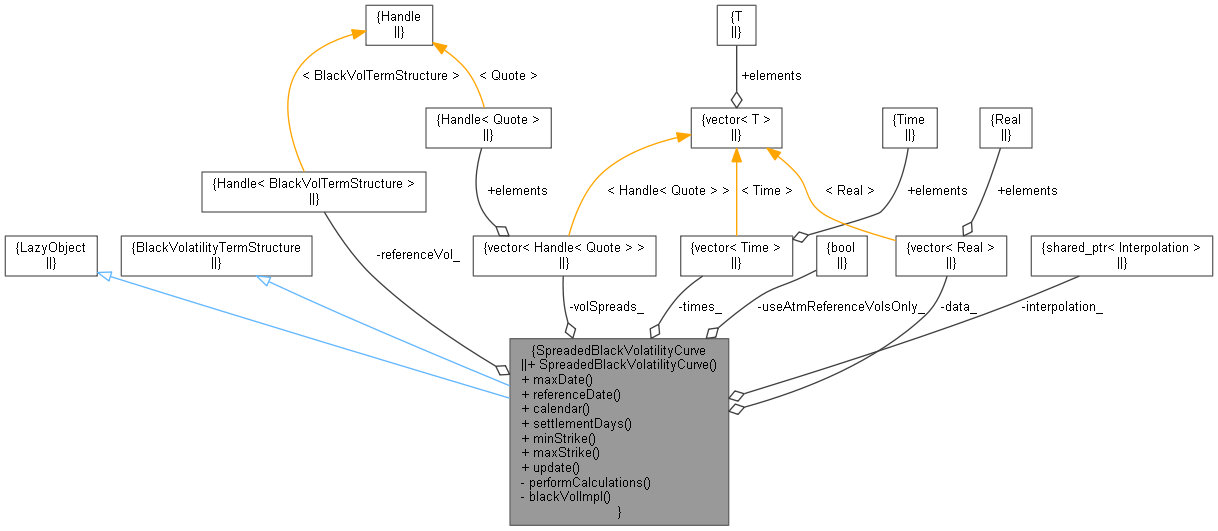 {Handle
||}
{T
||}
< BlackVolTermStructure >
< Quote >
+elements
{Handle< Quote >
||}
{vector< T >
||}
{Time
||}
{Real
||}
{Handle< BlackVolTermStructure >
||}
+elements
< Handle< Quote > >
< Time >
< Real >
+elements
+elements
{LazyObject
||}
{BlackVolatilityTermStructure
||}
-referenceVol_
{vector< Handle< Quote > >
||}
{vector< Time >
||}
{bool
||}
{vector< Real >
||}
{shared_ptr< Interpolation >
||}
-volSpreads_
-times_
-useAtmReferenceVolsOnly_
-data_
-interpolation_
{SpreadedBlackVolatilityCurve
||+ SpreadedBlackVolatilityCurve()
+ maxDate()
+ referenceDate()
+ calendar()
+ settlementDays()
+ minStrike()
+ maxStrike()
+ update()
- performCalculations()
- blackVolImpl()
}